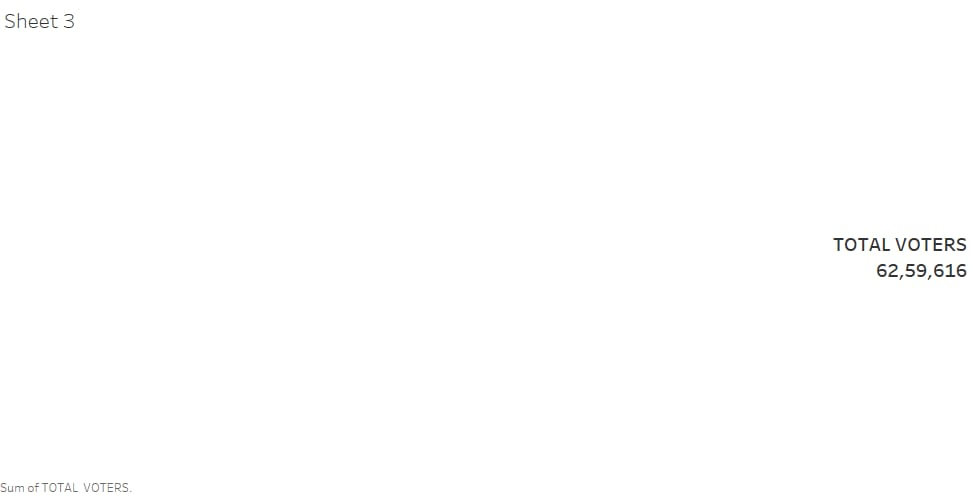 Sheet 3
TOTAL VOTERS
62,59,616
Sum of TOTAL VOTERS.